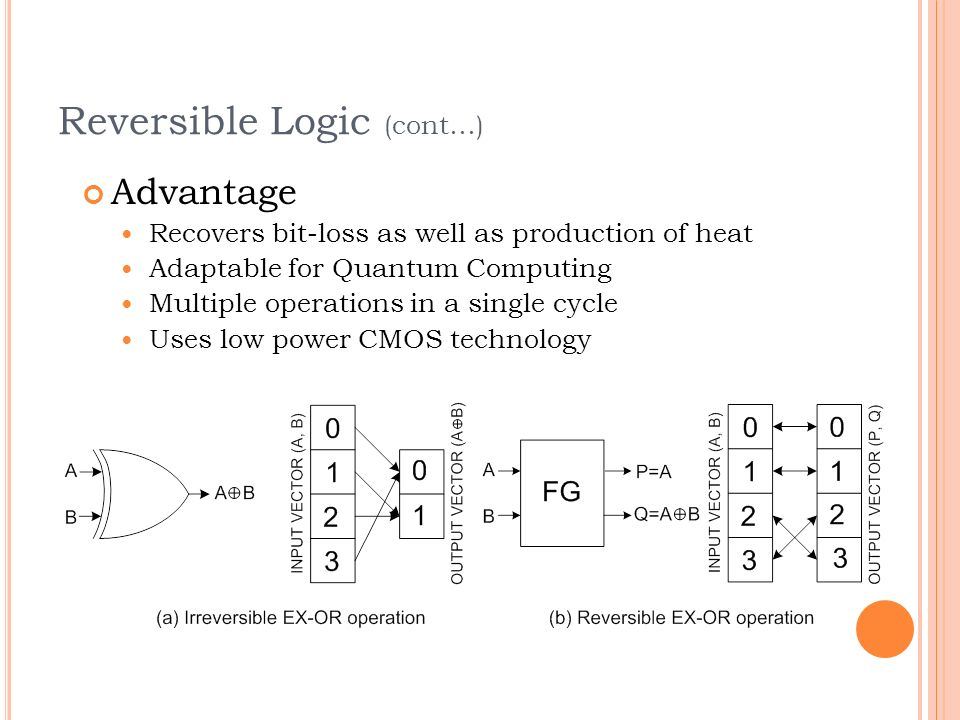 Reversible Logic (cont...)
Advantage
Recovers bit-loss as well as production of heat
Adaptable for Quantum Computing
Multiple operations in a single cycle
Uses low power CMOS technology
A
B
A⊕B
INPUT VECTOR (A, B)
0
1
2
3
0
1
OUTPUT VECTOR (A⊕B)
(a) Irreversible EX-OR operation
A
B
FG
P=A
Q=A⊕B
INPUT VECTOR (A, B)
0
1
2
3
0
1
2
3
OUTPUT VECTOR (P, Q)
(b) Reversible EX-OR operation